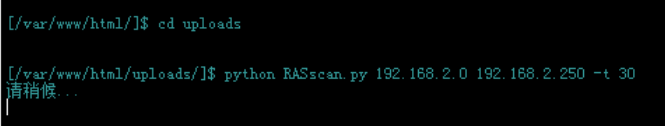 [/var/www/html/]$ cd uploads
[/var/www/html/uploads/]$ python RASscan.py 192.168.2.0 192.168.2.250 -t 30
请稍候...